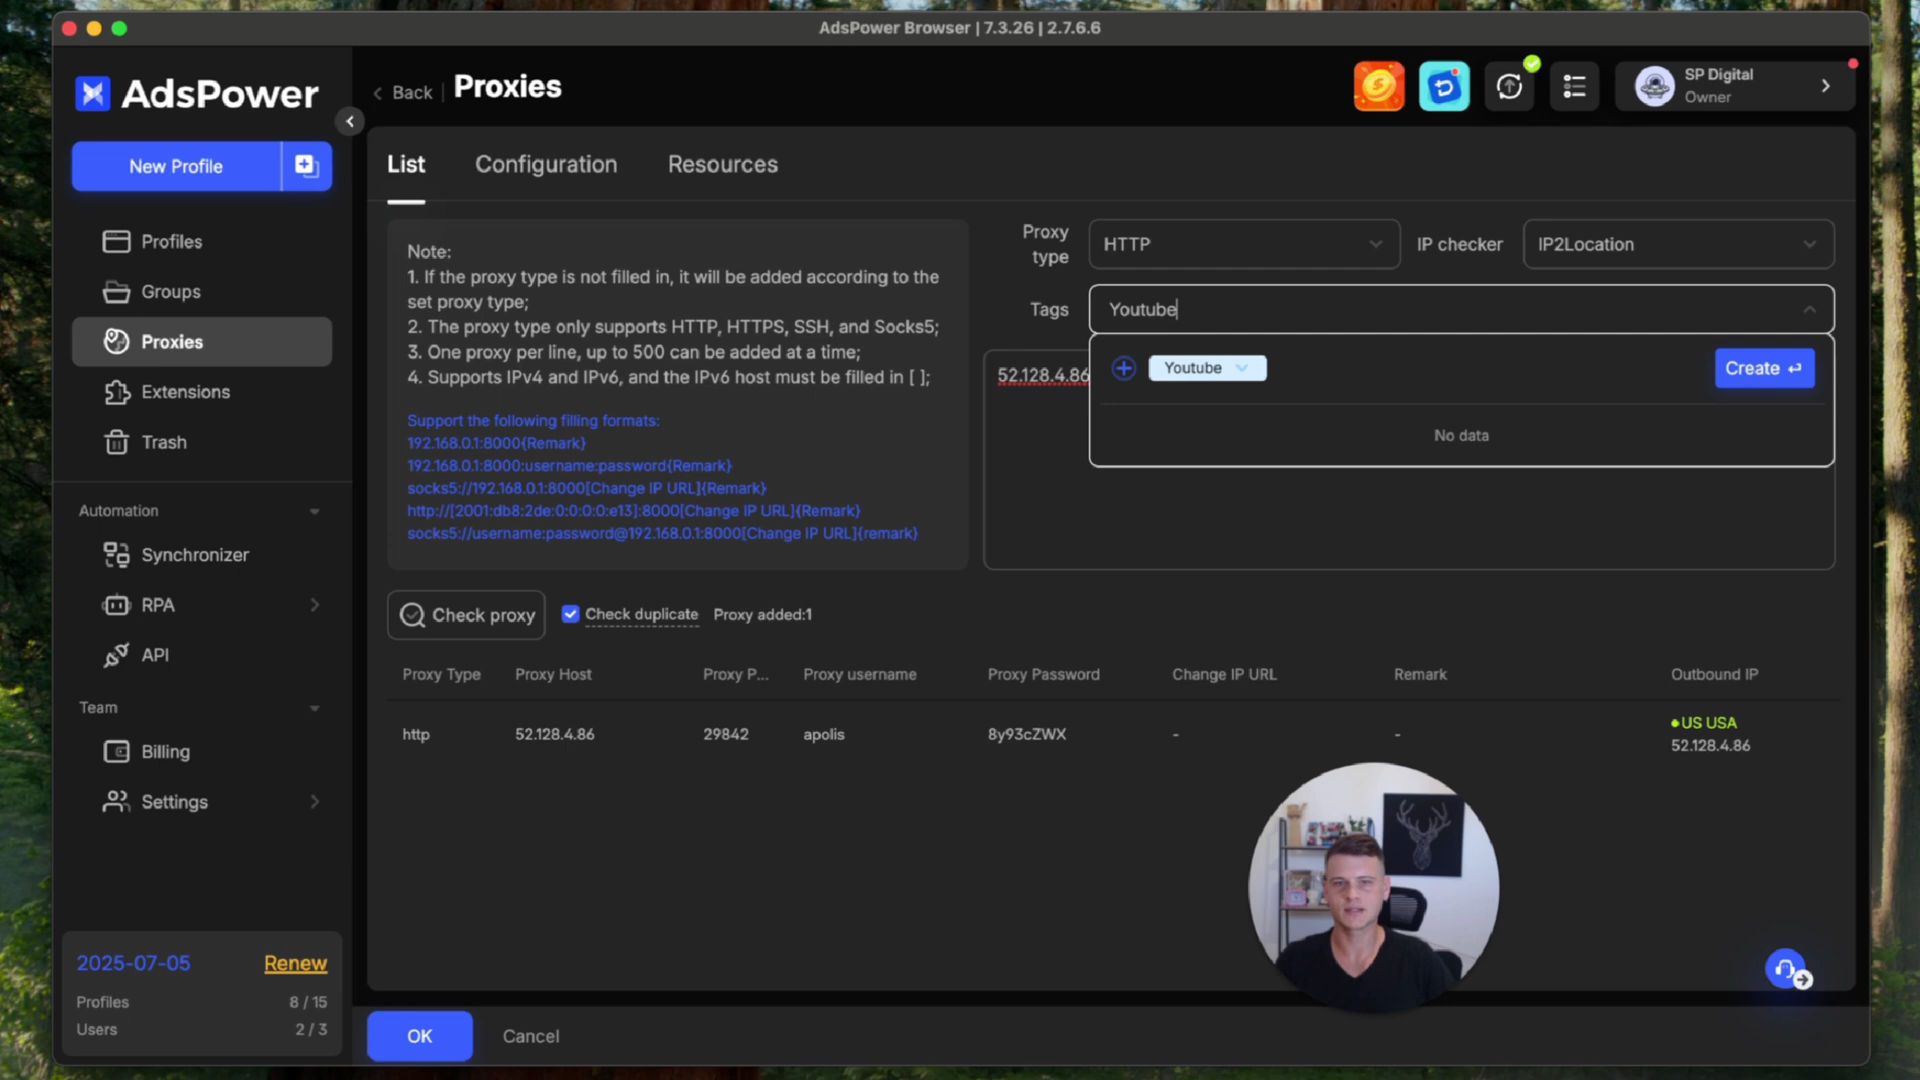 AdsPower Browser | 7.3.26 | 2.7.6.6
AdsPower
Back
Proxies
SP Digital
Owner
New Profile
Profiles
Groups
Proxies
Extensions
Trash
Automation
Synchronizer
RPA
API
Team
Billing
Settings
2025-07-05
Renew
Profiles
8 / 15
Users
2 / 3
List
Configuration
Resources
Note:
1. If the proxy type is not filled in, it will be added according to the
set proxy type;
2. The proxy type only supports HTTP, HTTPS, SSH, and Socks5;
3. One proxy per line, up to 500 can be added at a time;
4. Supports IPv4 and IPv6, and the IPv6 host must be filled in [ ];
Support the following filling formats:
192.168.0.1:8000{Remark}
192.168.0.1:8000:username:password{Remark}
socks5://192.168.0.1:8000[Change IP URL]{Remark}
http://[2001:db8:2de:0:0:0:0:e13]:8000[Change IP URL]{Remark}
socks5://username:password@192.168.0.1:8000[Change IP URL]{remark}
Proxy
type
HTTP
IP checker
IP2Location
Tags
Youtube
52.128.4.86
Youtube
Create
No data
Check proxy
Check duplicate
Proxy added:1
Proxy Type
Proxy Host
Proxy P...
Proxy username
Proxy Password
Change IP URL
Remark
Outbound IP
http
52.128.4.86
29842
apolis
8y93cZWX
-
-
US USA
52.128.4.86
OK
Cancel